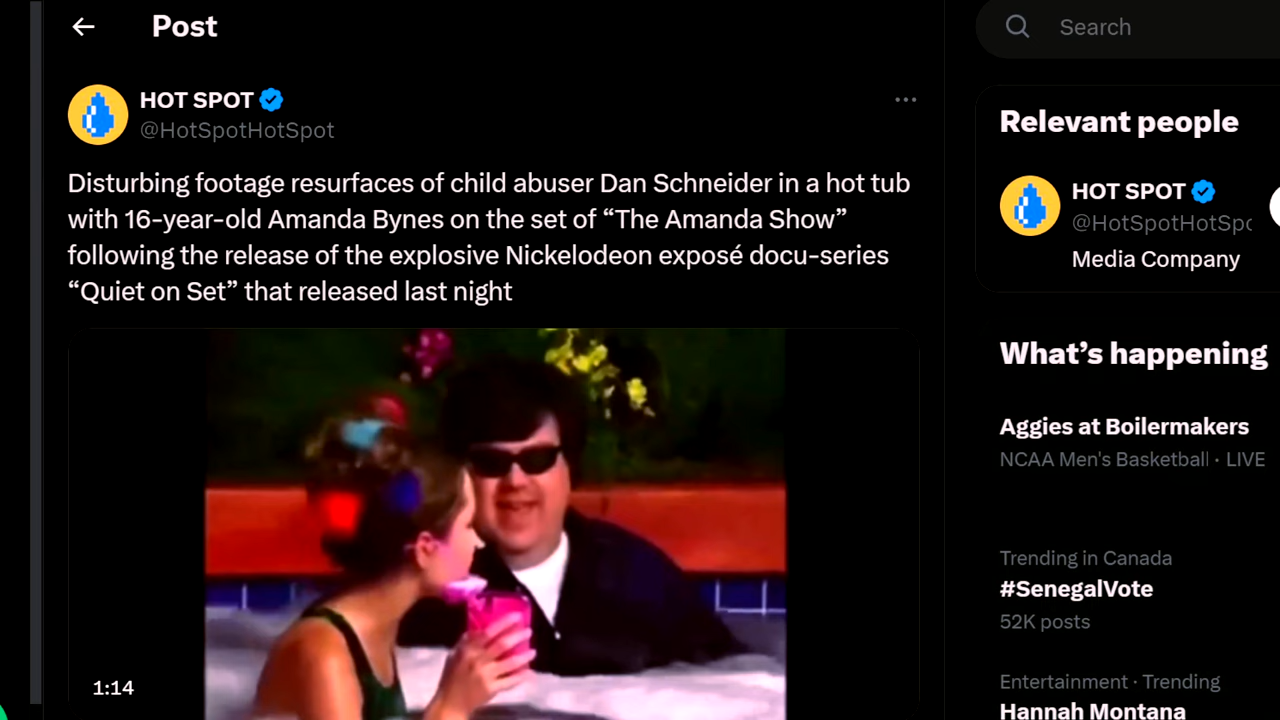 Post
Search
HOT SPOT
@HotSpotHotSpot
Disturbing footage resurfaces of child abuser Dan Schneider in a hot tub
with 16-year-old Amanda Bynes on the set of “The Amanda Show”
following the release of the explosive Nickelodeon exposé docu-series
“Quiet on Set” that released last night
1:14
Relevant people
HOT SPOT
@HotSpotHotSpc
Media Company
What’s happening
Aggies at Boilermakers
NCAA Men's Basketball · LIVE
Trending in Canada
#SenegalVote
52K posts
Entertainment · Trending
Hannah Montana